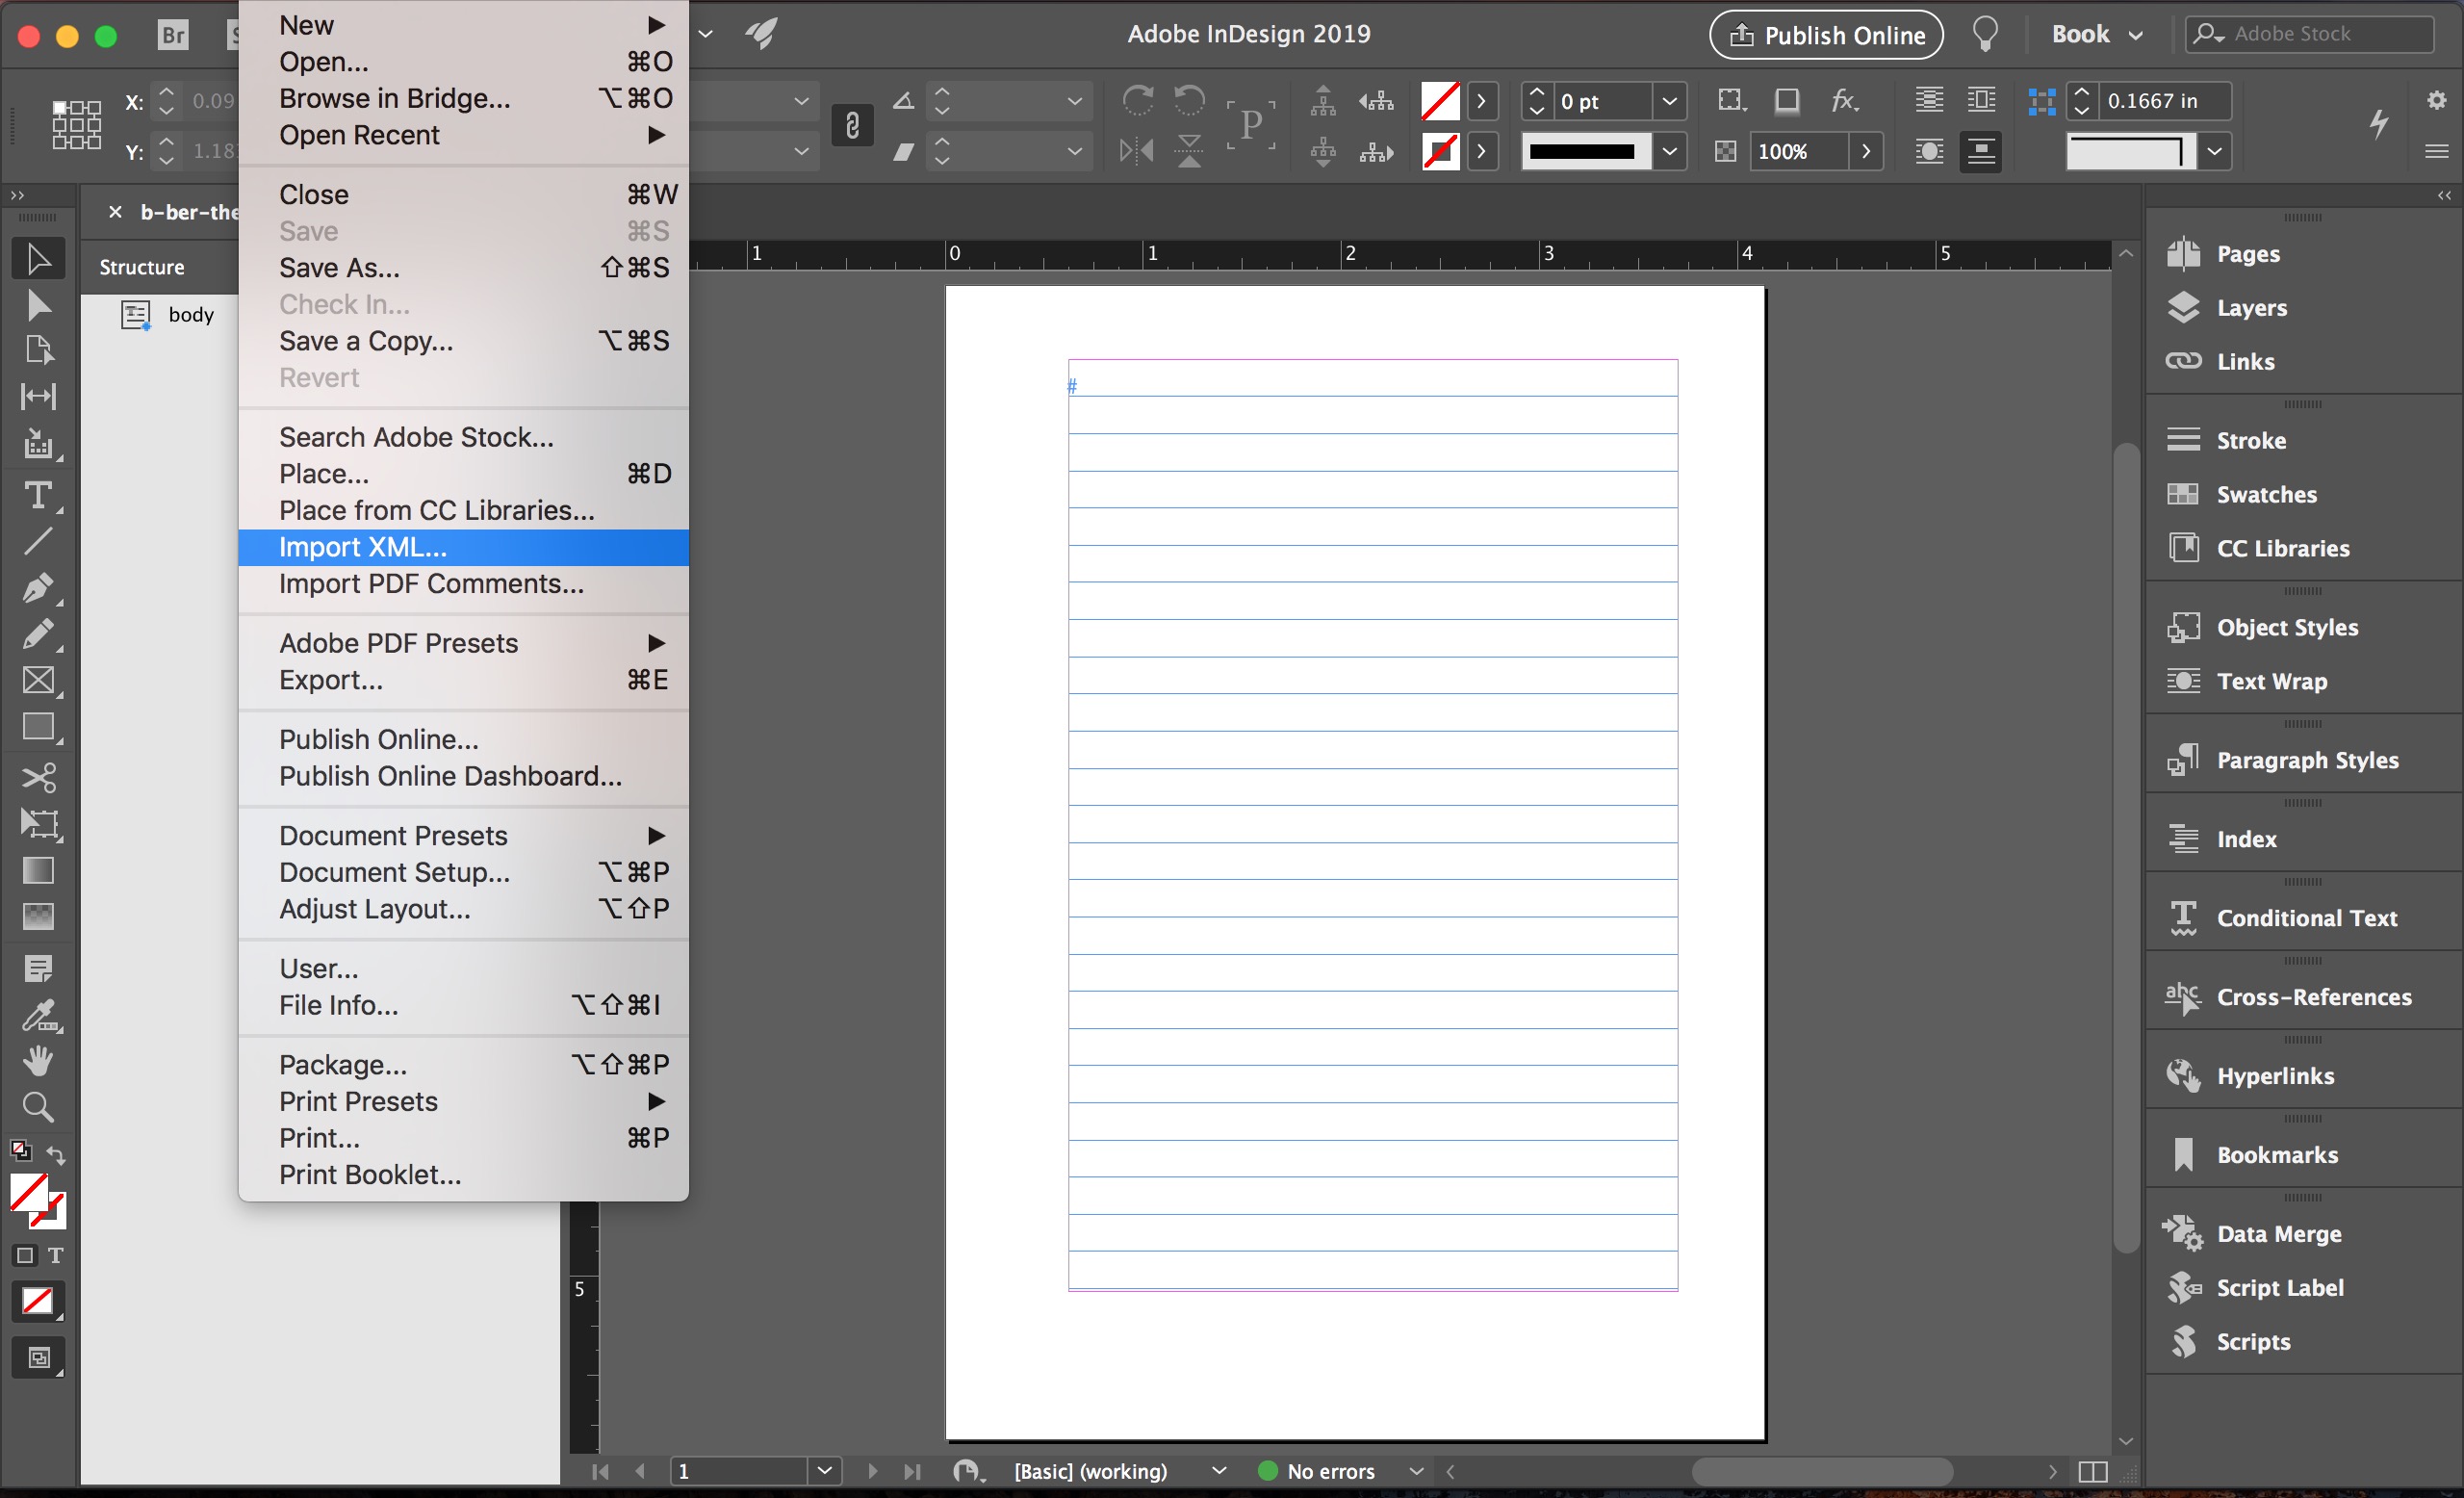 Br
Adobe InDesign 2019
Publish Online
Book
Adobe Stock
X:
0.09
Y:
0 pt
0.1667 in
100%
P
fx
New
Open... ⌘O
Browse in Bridge... ⌥⌘O
Open Recent
Close ⌘W
Save ⌘S
Save As... ⇧⌘S
Check In...
Save a Copy... ⌥⌘S
Revert
Search Adobe Stock...
Place... ⌘D
Place from CC Libraries...
Import XML...
Import PDF Comments...
Adobe PDF Presets
Export... ⌘E
Publish Online...
Publish Online Dashboard...
Document Presets
Document Setup... ⌥⌘P
Adjust Layout... ⌥⇧P
User...
File Info... ⌥⇧⌘I
Package... ⌥⇧⌘P
Print Presets
Print... ⌘P
Print Booklet...
b-ber-the
Structure
body
1 0 1 2 3 4 5
#
5
Pages
Layers
Links
Stroke
Swatches
CC Libraries
Object Styles
Text Wrap
Paragraph Styles
Index
Conditional Text
Cross-References
Hyperlinks
Bookmarks
Data Merge
Script Label
Scripts
1
[Basic] (working)
No errors